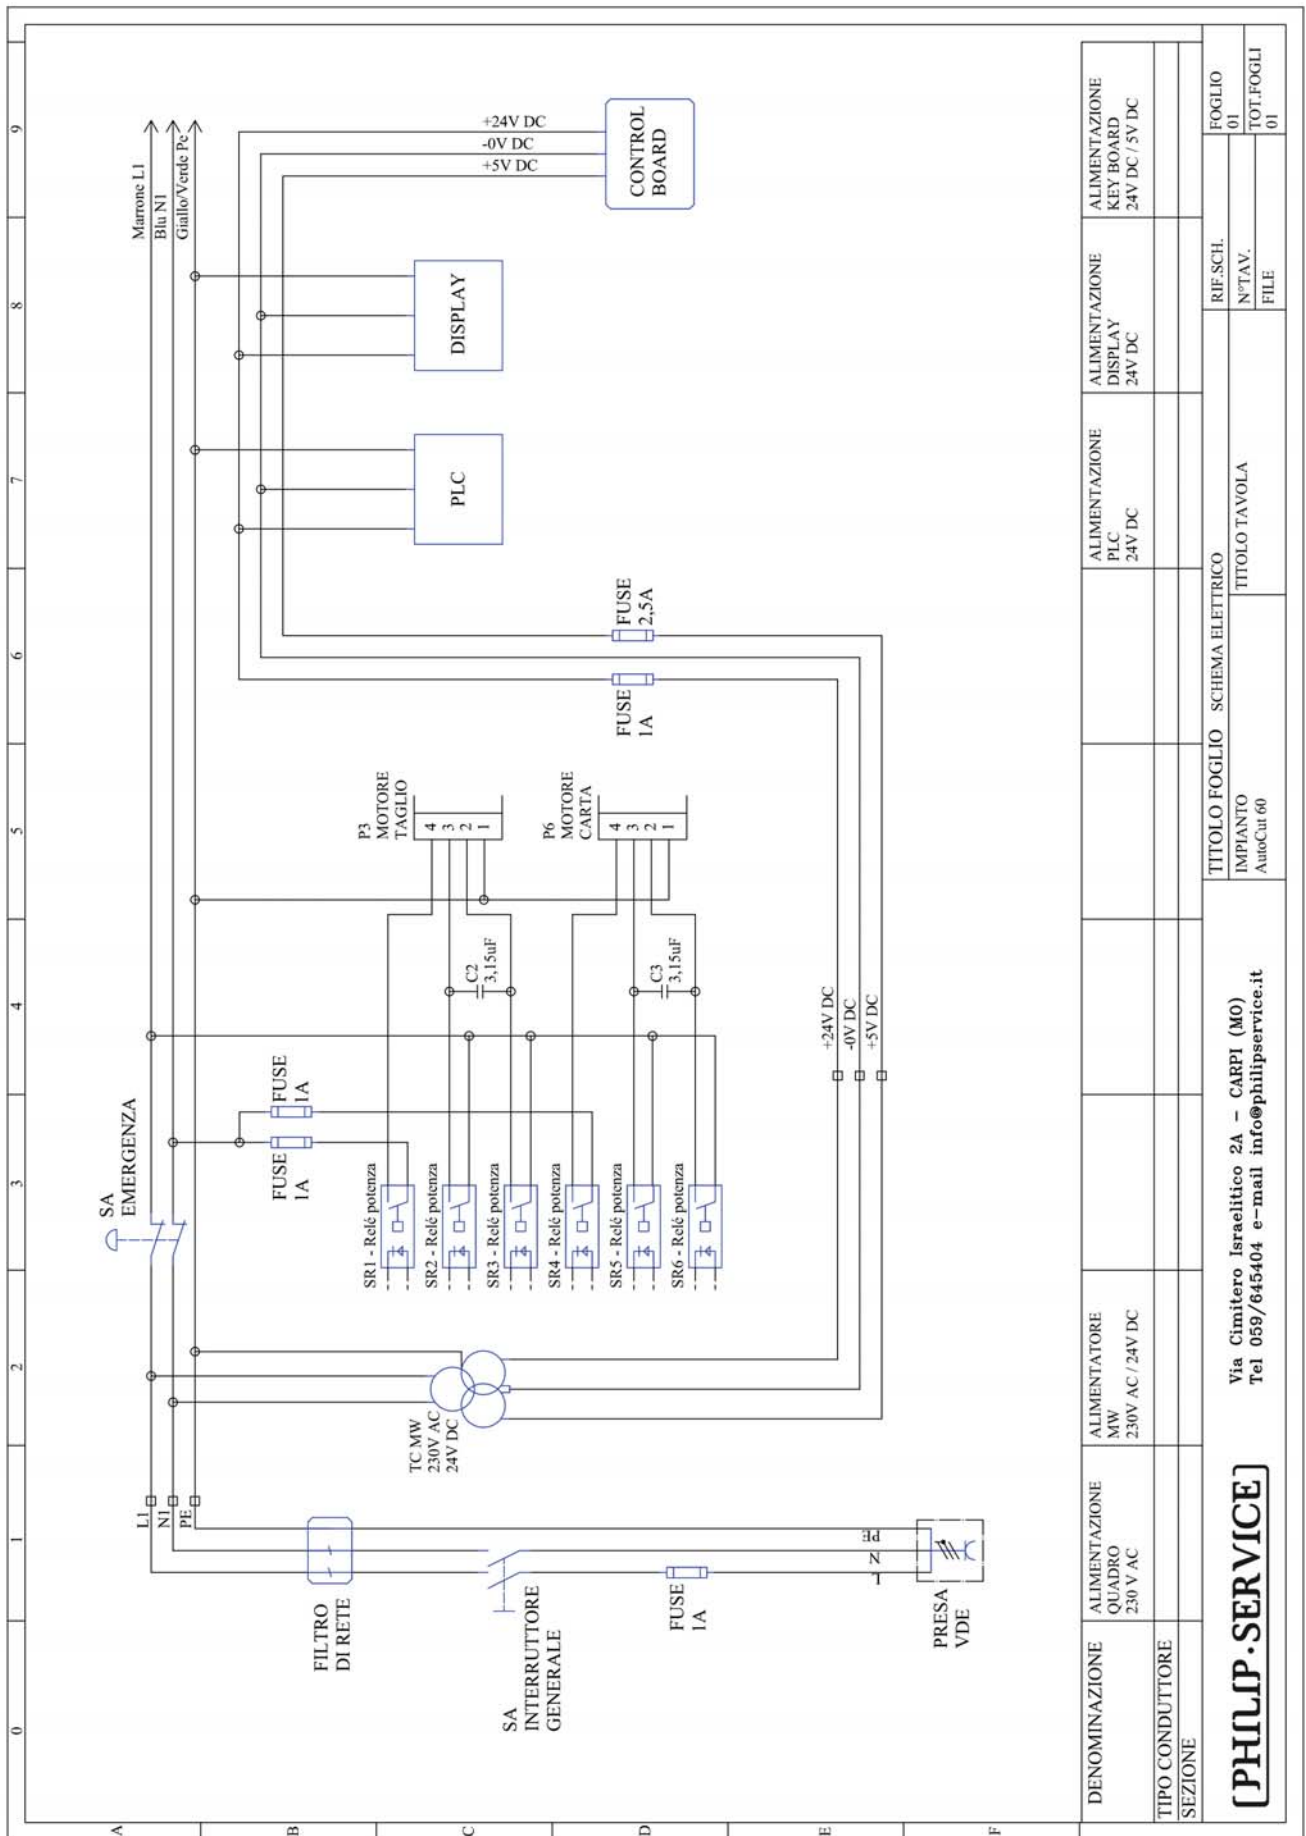 0
1
2
3
4
5
6
7
8
9
A
B
C
D
E
F
L1
N1
PE
Marrone L1
Blu N1
Giallo/Verde Pe
SA
EMERGENZA
FILTRO
DI RETE
SA
INTERRUTTORE
GENERALE
FUSE
1A
L
N
PE
PRESA
VDE
TC MW
230V AC
24V DC
FUSE
1A
FUSE
1A
SR1 - Relé potenza
SR2 - Relé potenza
SR3 - Relé potenza
SR4 - Relé potenza
SR5 - Relé potenza
SR6 - Relé potenza
C2
3,15uF
C3
3,15uF
P3
MOTORE
TAGLIO
4
3
2
1
P6
MOTORE
CARTA
4
3
2
1
+24V DC
-0V DC
+5V DC
FUSE
1A
FUSE
2,5A
PLC
DISPLAY
+24V DC
-0V DC
+5V DC
CONTROL
BOARD
DENOMINAZIONE
ALIMENTAZIONE
QUADRO
230 V AC
ALIMENTATORE
MW
230V AC / 24V DC
ALIMENTAZIONE
PLC
24V DC
ALIMENTAZIONE
DISPLAY
24V DC
ALIMENTAZIONE
KEY BOARD
24V DC / 5V DC
TIPO CONDUTTORE
SEZIONE
[PHILIP·SERVICE]
Via Cimitero Israelitico 2A - CARPI (MO)
Tel 059/645404 e-mail info@philipservice.it
TITOLO FOGLIO SCHEMA ELETTRICO
IMPIANTO
AutoCut 60
TITOLO TAVOLA
RIF.SCH.
N°TAV.
FILE
FOGLIO
01
TOT.FOGLI
01